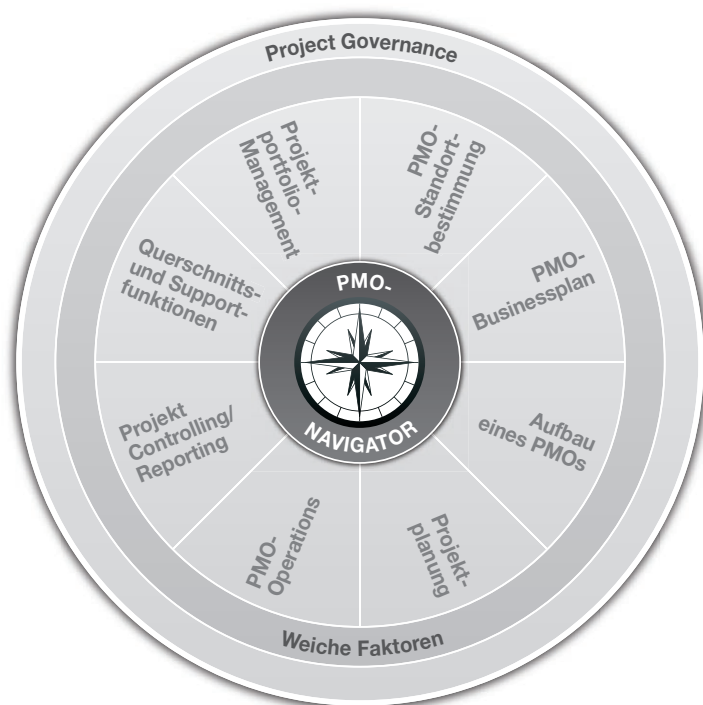 Project Governance
PMO-
Standort-
bestimmung
PMO-
Businessplan
Aufbau
eines PMOs
Projekt-
planung
PMO-
Operations
Projekt
Controlling/
Reporting
Querschnitts-
und Support-
funktionen
Projekt-
portfolio-
Management
PMO-
NAVIGATOR
Weiche Faktoren